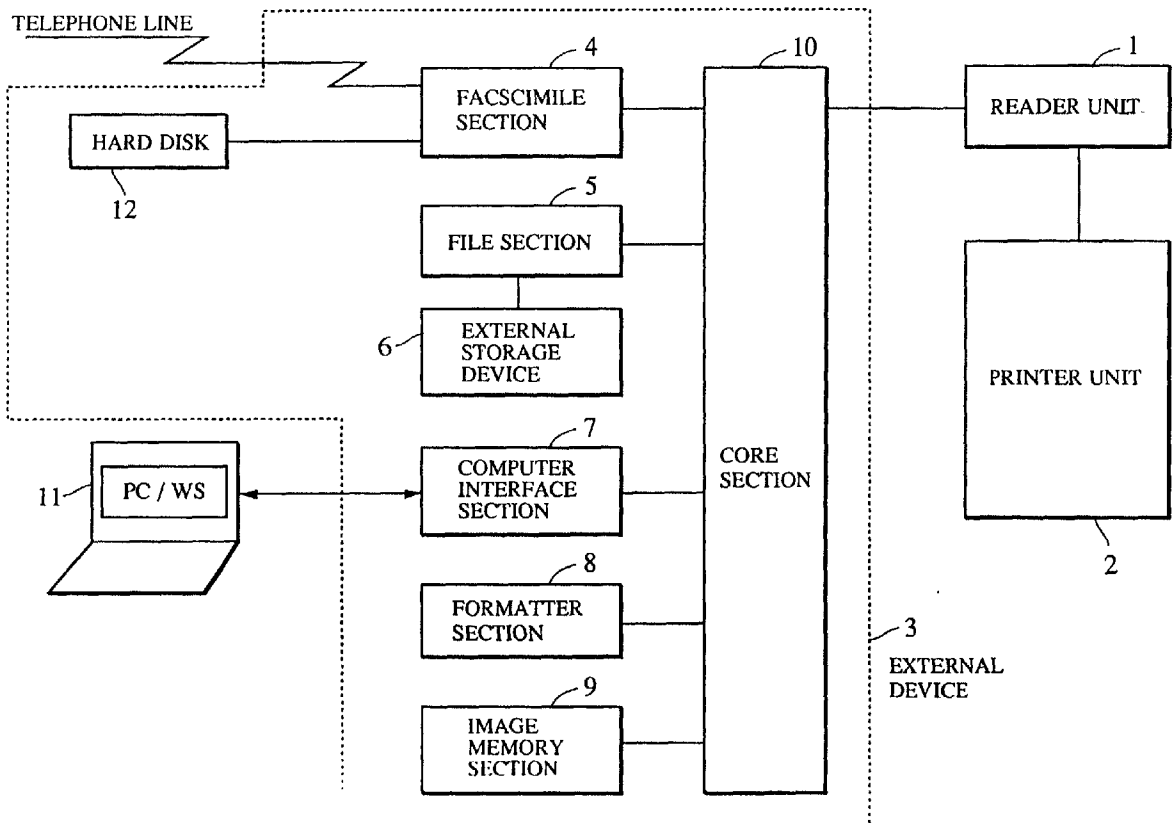 TELEPHONE LINE
4
FACSCIMILE
SECTION
10
1
READER UNIT
HARD DISK
12
5
FILE SECTION
6
EXTERNAL
STORAGE
DEVICE
PRINTER UNIT
2
7
COMPUTER
INTERFACE
SECTION
CORE
SECTION
11
PC / WS
8
FORMATTER
SECTION
3
EXTERNAL
DEVICE
9
IMAGE
MEMORY
SECTION